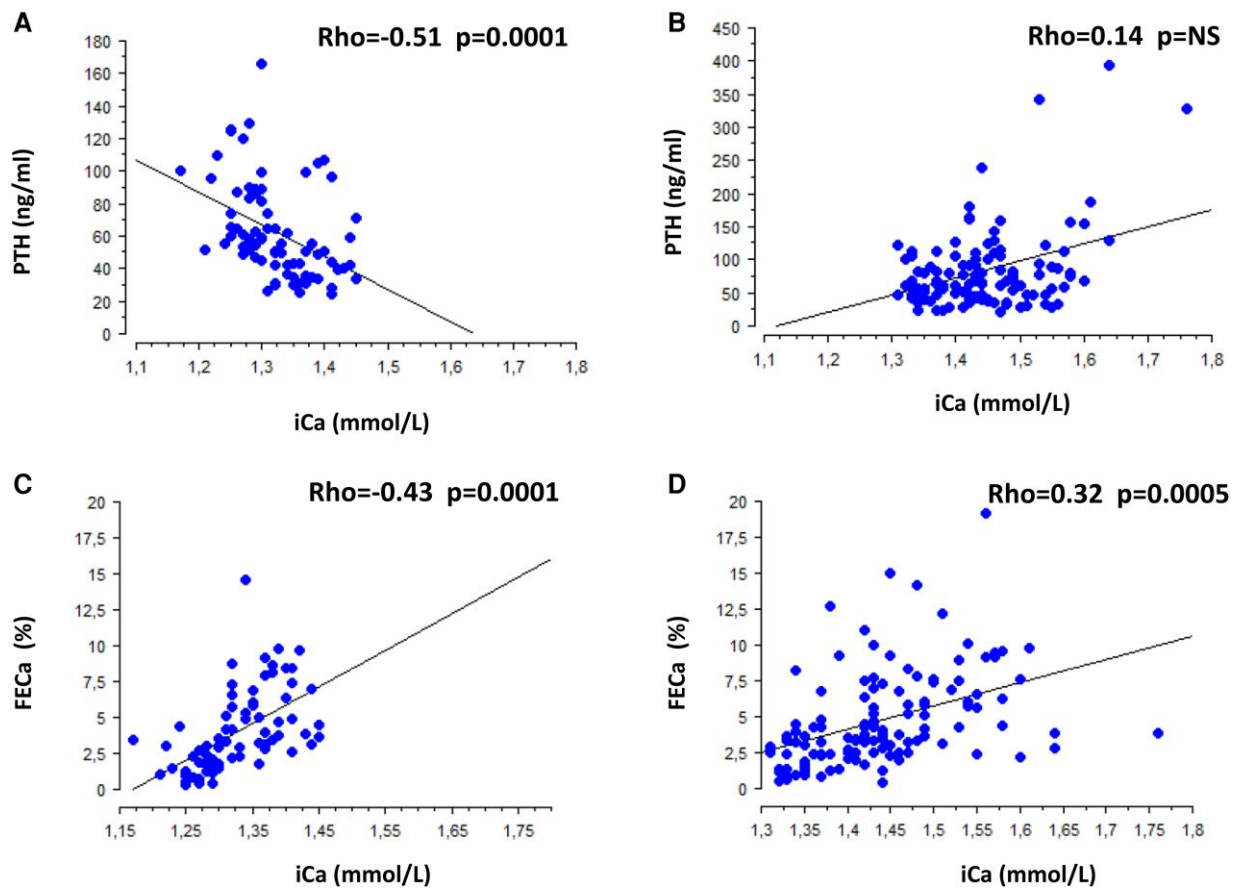 A
Rho=-0.51 p=0.0001
180
160
140
120
100
80
60
40
20
0
PTH (ng/ml)
1,1 1,2 1,3 1,4 1,5 1,6 1,7 1,8
iCa (mmol/L)
B
Rho=0.14 p=NS
450
400
350
300
250
200
150
100
50
0
PTH (ng/ml)
1,1 1,2 1,3 1,4 1,5 1,6 1,7 1,8
iCa (mmol/L)
C
Rho=-0.43 p=0.0001
20
17,5
15
12,5
10
7,5
5
2,5
0
FECa (%)
1,15 1,25 1,35 1,45 1,55 1,65 1,75
iCa (mmol/L)
D
Rho=0.32 p=0.0005
20
17,5
15
12,5
10
7,5
5
2,5
0
FECa (%)
1,3 1,35 1,4 1,45 1,5 1,55 1,6 1,65 1,7 1,75 1,8
iCa (mmol/L)